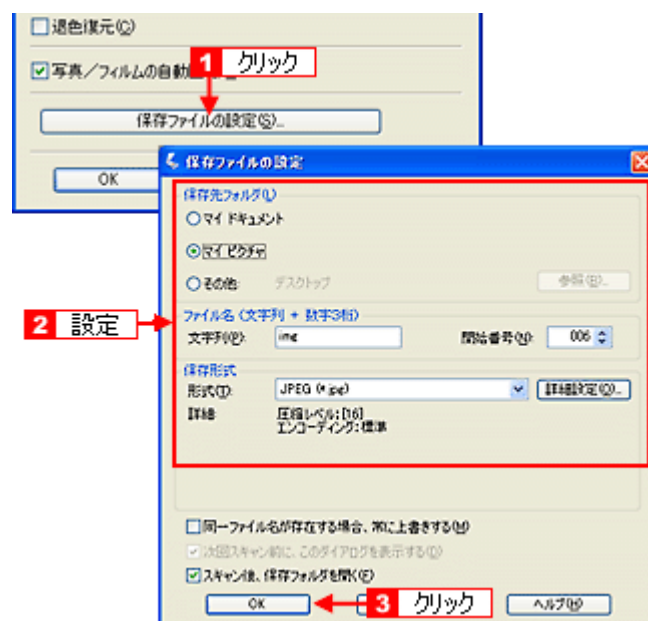 退色復元(C)
1 クリック
写真/フィルムの自動
保存ファイルの設定(S)...
OK
保存ファイルの設定
保存先フォルダ(L)
マイ ドキュメント
マイ ピクチャ
その他: デスクトップ 参照(B)...
ファイル名 (文字列 + 数字3桁)
2 設定
文字列(P): img 開始番号(N): 006
保存形式
形式(T): JPEG (*.jpg) 詳細設定(O)...
詳細 圧縮レベル:[16]
エンコーディング:標準
同一ファイル名が存在する場合、常に上書きする(W)
次回スキャン前に、このダイアログを表示する(D)
スキャン後、保存フォルダを開く(E)
OK 3 クリック ヘルプ(H)